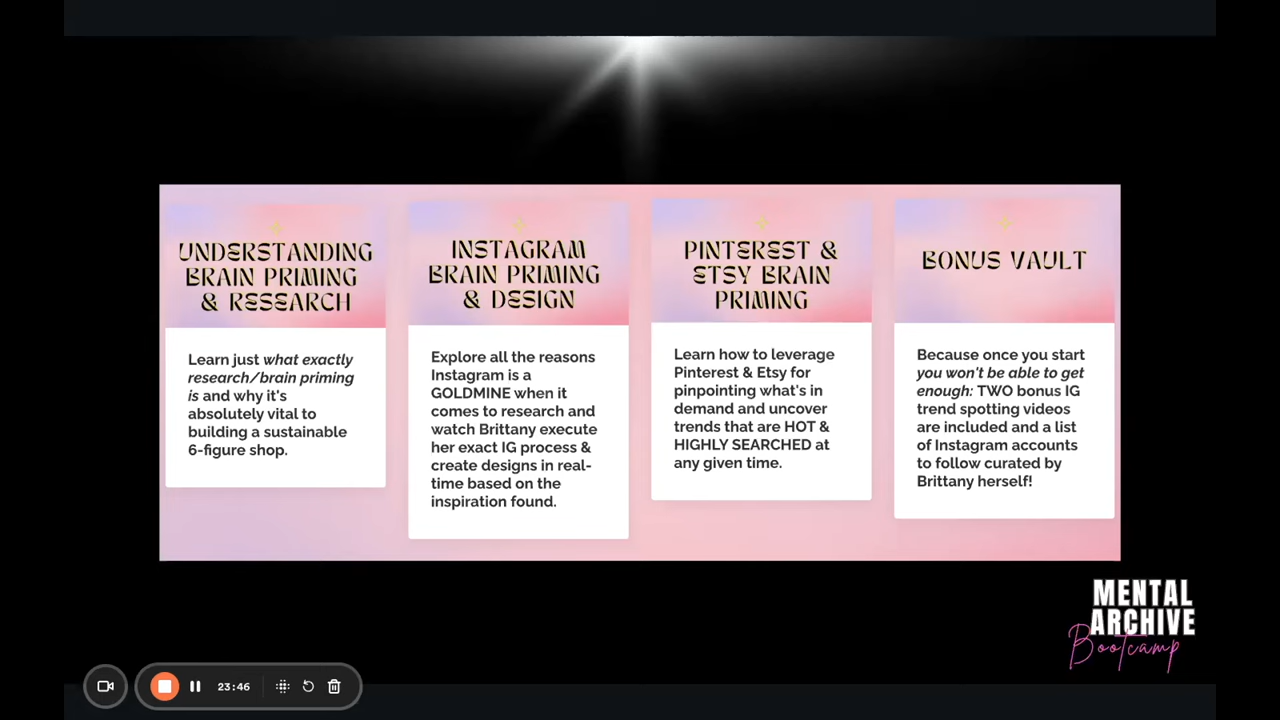 UNDERSTANDING
BRAIN PRIMING
& RESEARCH
Learn just what exactly
research/brain priming
is and why it's
absolutely vital to
building a sustainable
6-figure shop.
INSTAGRAM
BRAIN PRIMING
& DESIGN
Explore all the reasons
Instagram is a
GOLDMINE when it
comes to research and
watch Brittany execute
her exact IG process &
create designs in real-
time based on the
inspiration found.
PINTEREST &
ETSY BRAIN
PRIMING
Learn how to leverage
Pinterest & Etsy for
pinpointing what's in
demand and uncover
trends that are HOT &
HIGHLY SEARCHED at
any given time.
BONUS VAULT
Because once you start
you won't be able to get
enough: TWO bonus IG
trend spotting videos
are included and a list
of Instagram accounts
to follow curated by
Brittany herself!
MENTAL
ARCHIVE
Bootcamp
23:46